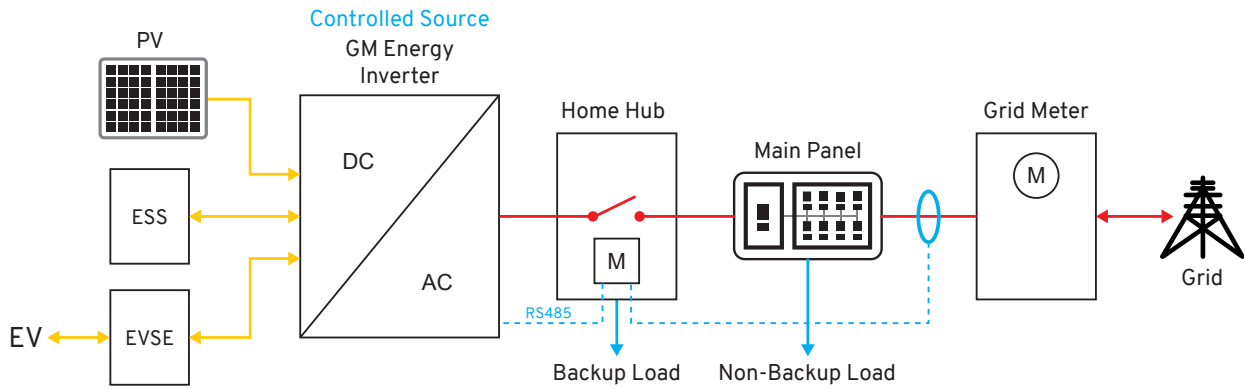 Controlled Source
PV
GM Energy
Inverter
Home Hub
Grid Meter
Main Panel
DC
M
ESS
M
AC
Grid
RS485
EV
EVSE
Backup Load
Non-Backup Load